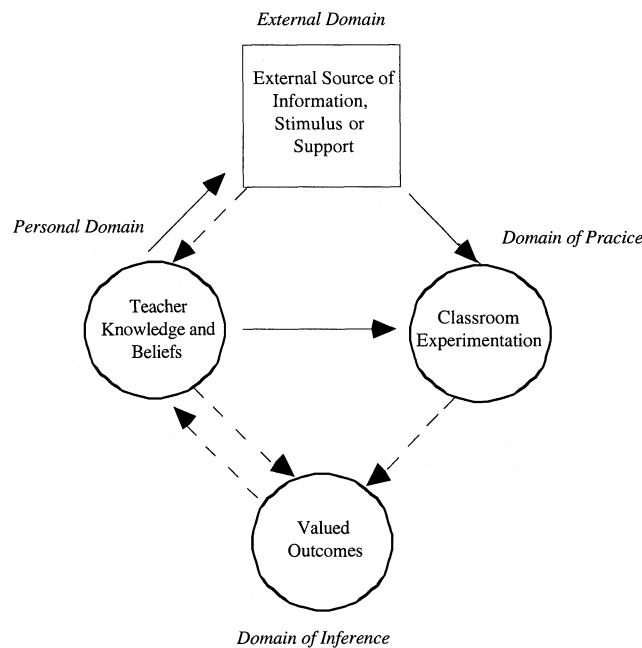 External Domain
External Source of
Information,
Stimulus or
Support
Personal Domain
Domain of Pracice
Teacher
Knowledge and
Beliefs
Classroom
Experimentation
Valued
Outcomes
Domain of Inference